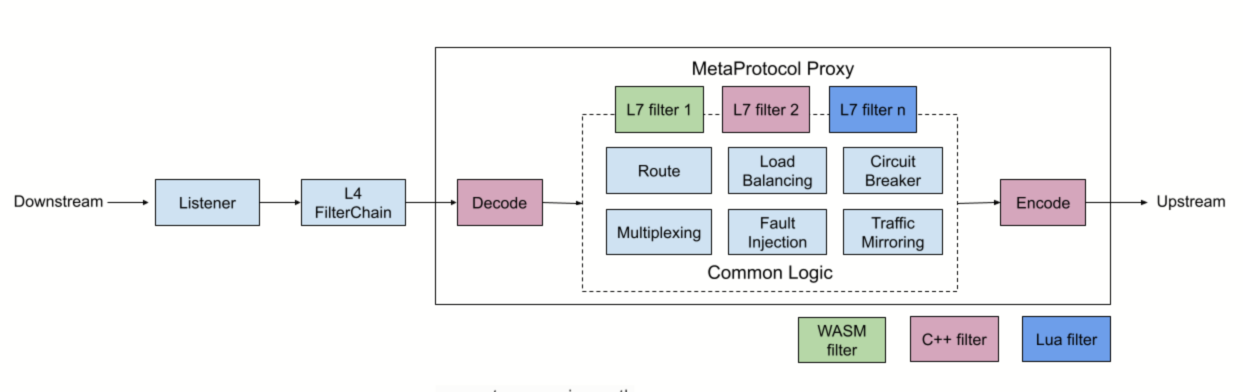 MetaProtocol Proxy
L7 filter 1
L7 filter 2
L7 filter n
Route
Load
Balancing
Circuit
Breaker
Downstream
Listener
L4
FilterChain
Decode
Encode
Upstream
Multiplexing
Fault
Injection
Traffic
Mirroring
Common Logic
WASM
filter
C++ filter
Lua filter